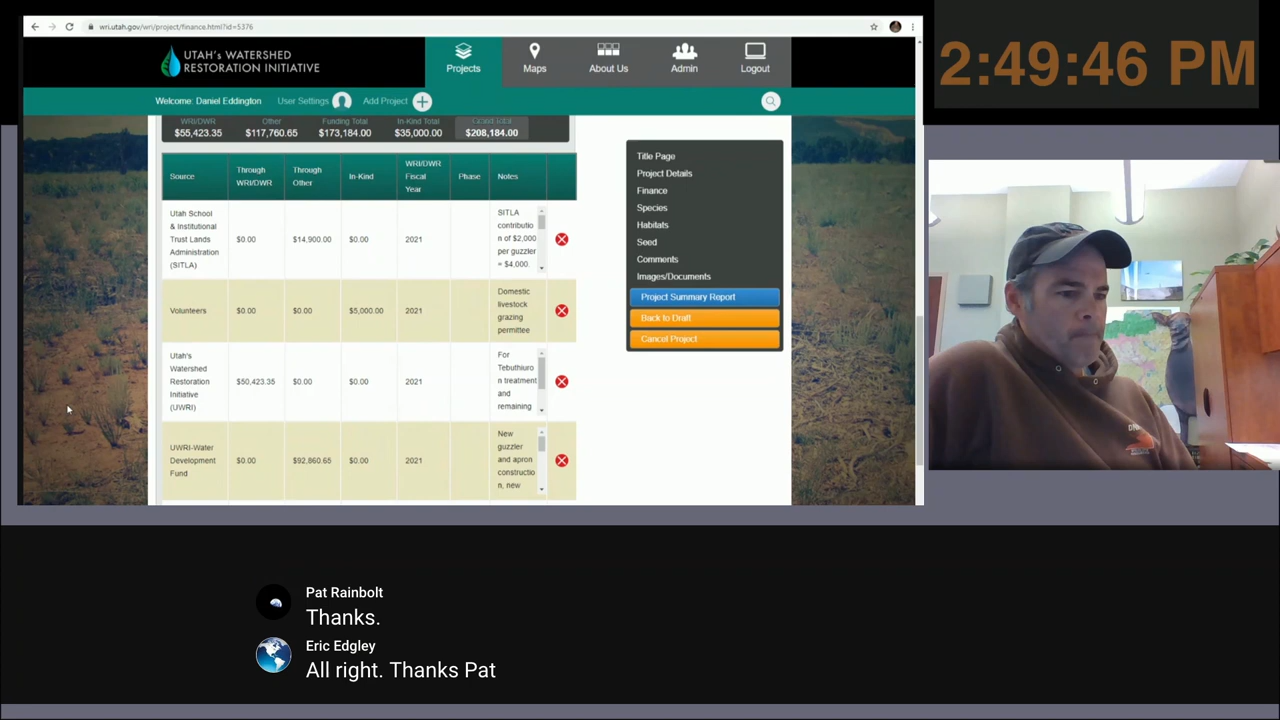 wri.utah.gov/wri/project/finance.html?id=5376
2:49:46 PM
UTAH's WATERSHED
RESTORATION INITIATIVE
Projects
Maps
About Us
Admin
Logout
Welcome: Daniel Eddington
User Settings
Add Project
WRI/DWR
Other
Funding Total
In-Kind Total
Grand Total
$55,423.35
$117,760.65
$173,184.00
$35,000.00
$208,184.00
Source
Through
WRI/DWR
Through
Other
In-Kind
WRI/DWR
Fiscal
Year
Phase
Notes
Utah School
& Institutional
Trust Lands
Administration
(SITLA)
$0.00
$14,900.00
$0.00
2021
SITLA
contributio
n of $2,000
per guzzler
= $4,000.
Volunteers
$0.00
$0.00
$5,000.00
2021
Domestic
livestock
grazing
permittee
Utah's
Watershed
Restoration
Initiative
(UWRI)
$50,423.35
$0.00
$0.00
2021
For
Tebuthiuro
n treatment
and
remaining
UWRI-Water
Development
Fund
$0.00
$92,860.65
$0.00
2021
New
guzzler
and apron
constructio
n, new
Title Page
Project Details
Finance
Species
Habitats
Seed
Comments
Images/Documents
Project Summary Report
Back to Draft
Cancel Project
Pat Rainbolt
Thanks.
Eric Edgley
All right. Thanks Pat